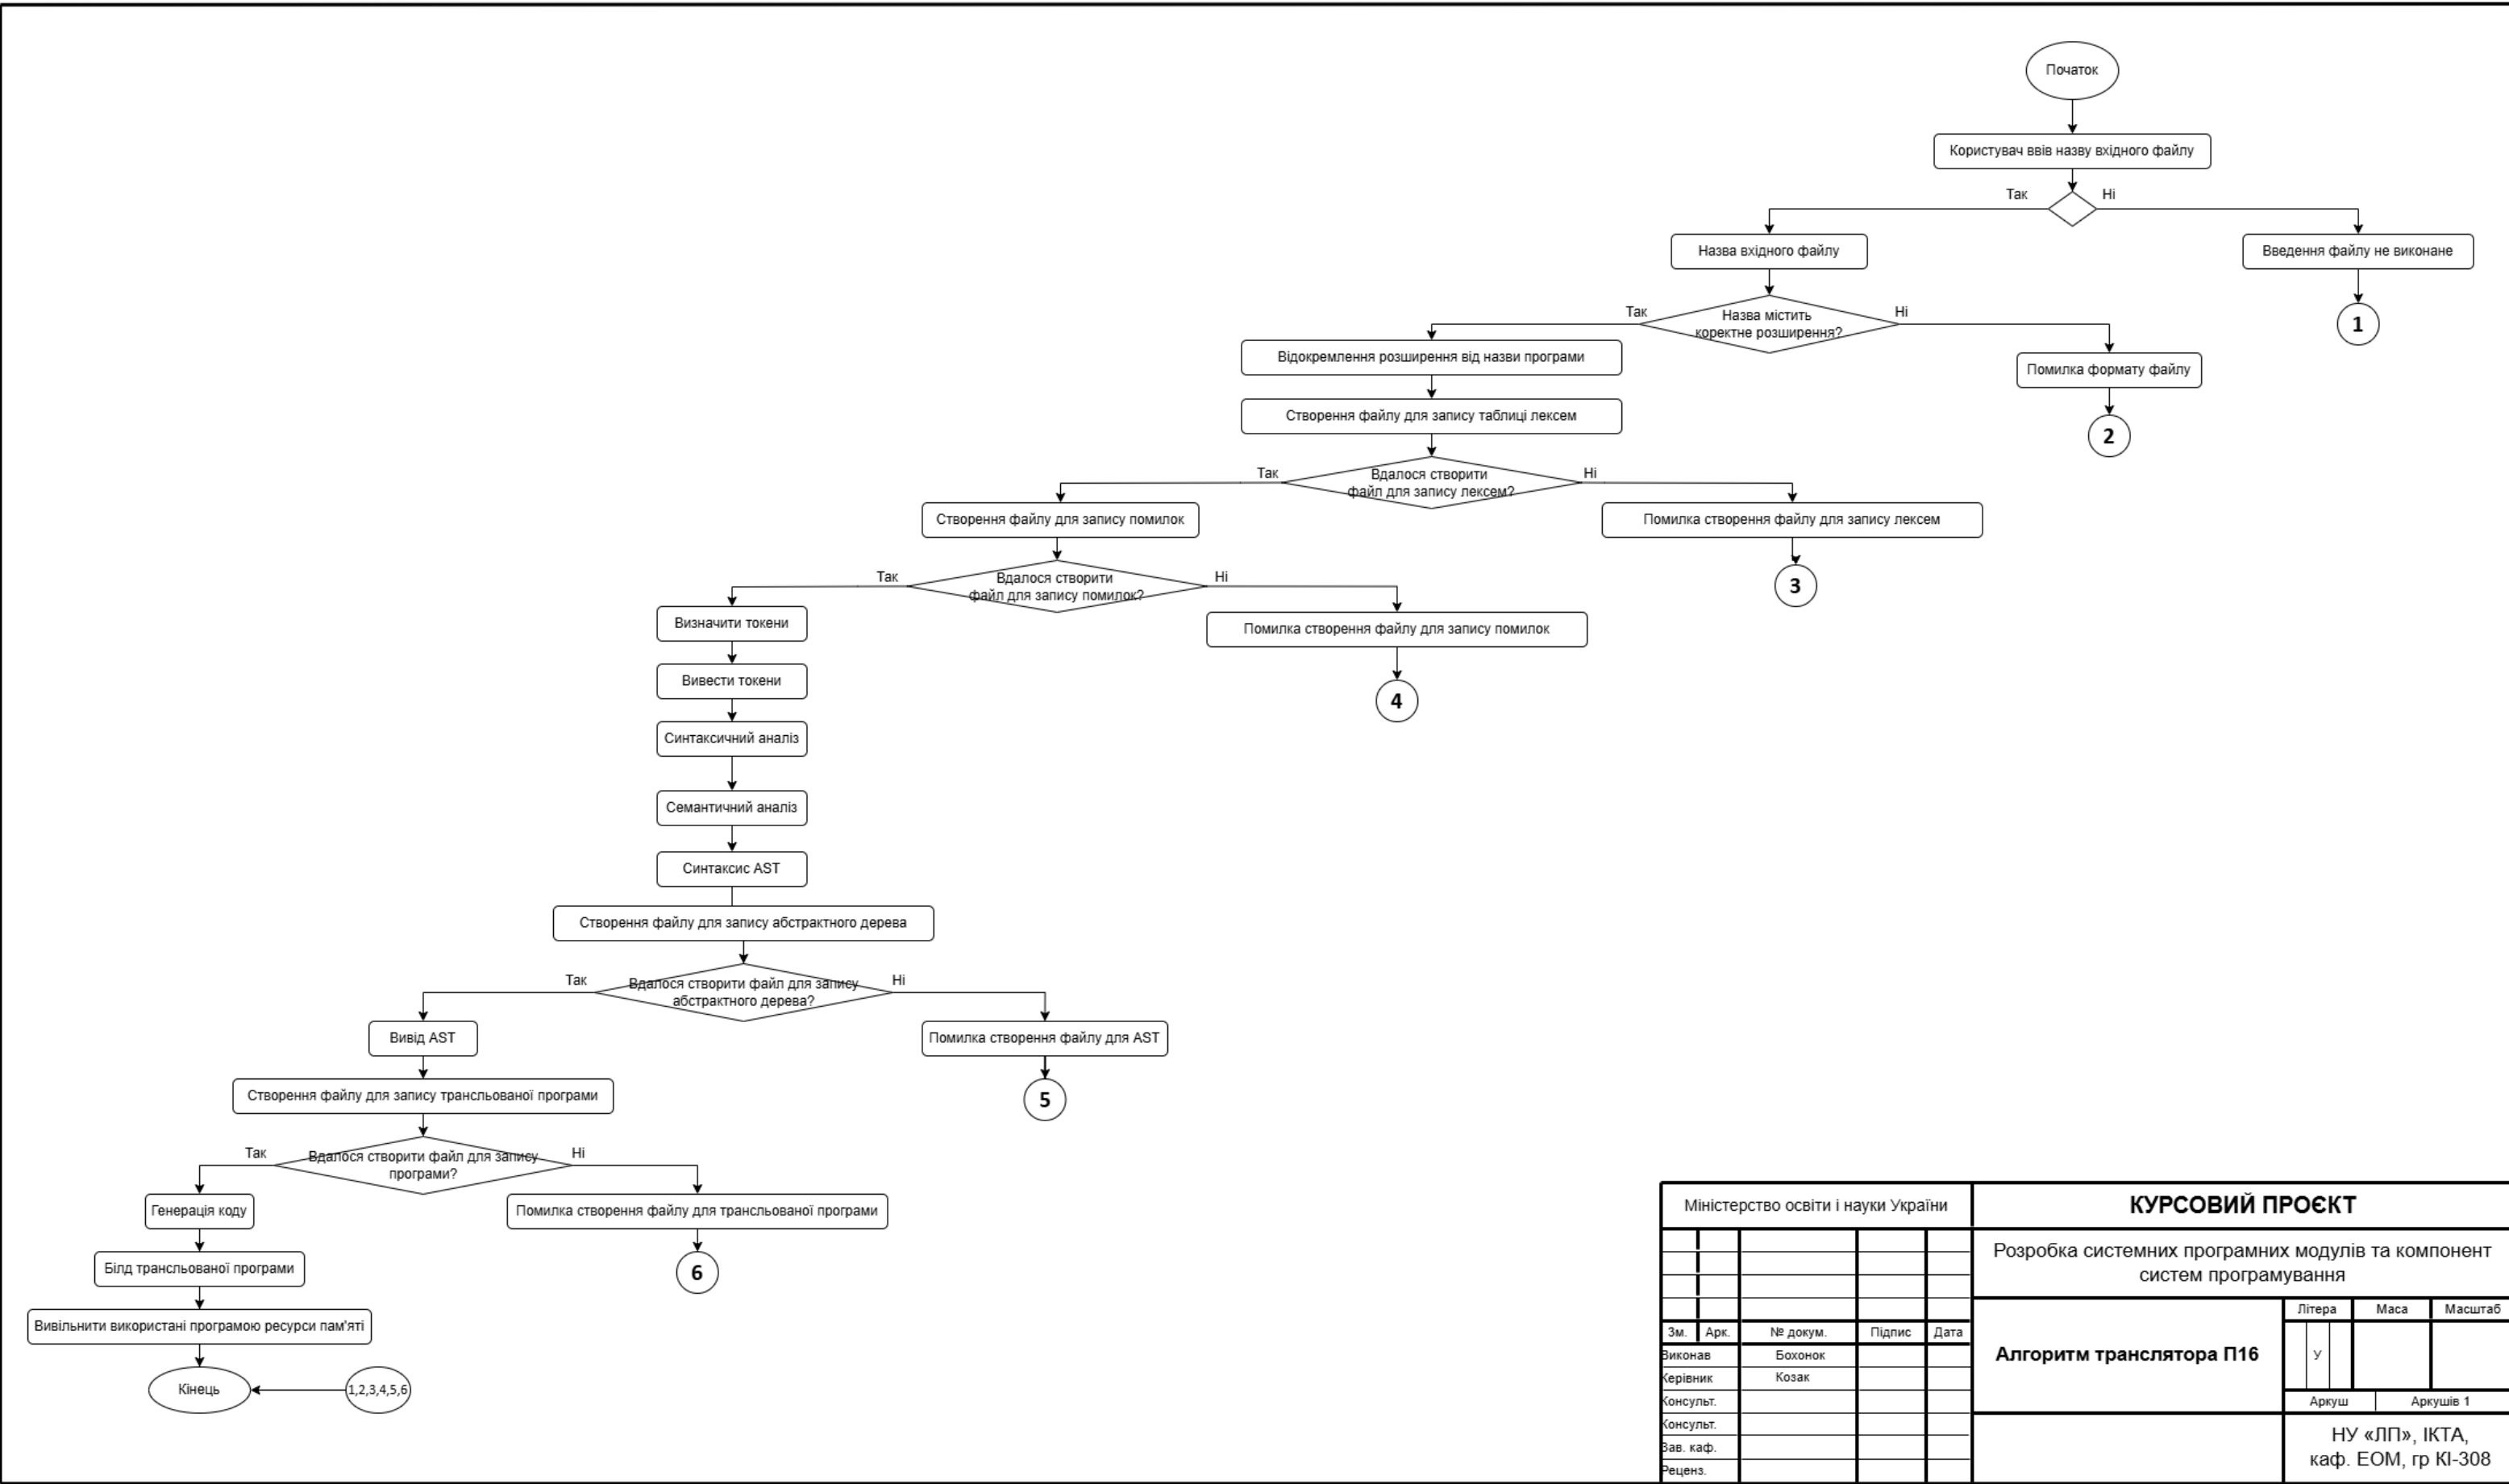 Початок
Користувач ввів назву вхідного файлу
Так
Ні
Назва вхідного файлу
Введення файлу не виконане
Так
Назва містить
коректне розширення?
Ні
1
Відокремлення розширення від назви програми
Помилка формату файлу
Створення файлу для запису таблиці лексем
2
Так
Вдалося створити
файл для запису лексем?
Ні
Створення файлу для запису помилок
Помилка створення файлу для запису лексем
Так
Вдалося створити
файл для запису помилок?
Ні
3
Визначити токени
Помилка створення файлу для запису помилок
Вивести токени
4
Синтаксичний аналіз
Семантичний аналіз
Синтаксис AST
Створення файлу для запису абстрактного дерева
Так
Вдалося створити файл для запису
абстрактного дерева?
Ні
Вивід AST
Помилка створення файлу для AST
Створення файлу для запису трансльованої програми
5
Так
Вдалося створити файл для запису
програми?
Ні
Генерація коду
Помилка створення файлу для трансльованої програми
Білд трансльованої програми
6
Вивільнити використані програмою ресурси пам'яті
Кінець
1,2,3,4,5,6
Міністерство освіти і науки України
КУРСОВИЙ ПРОЄКТ
Розробка системних програмних модулів та компонент
систем програмування
Літера Маса Масштаб
Зм. Арк. № докум. Підпис Дата
Виконав Бохонок
Керівник Козак
Консульт.
Консульт.
Зав. каф.
Реценз.
Алгоритм транслятора П16
У
Аркуш Аркушів 1
НУ «ЛП», ІКТА,
каф. ЕОМ, гр КІ-308